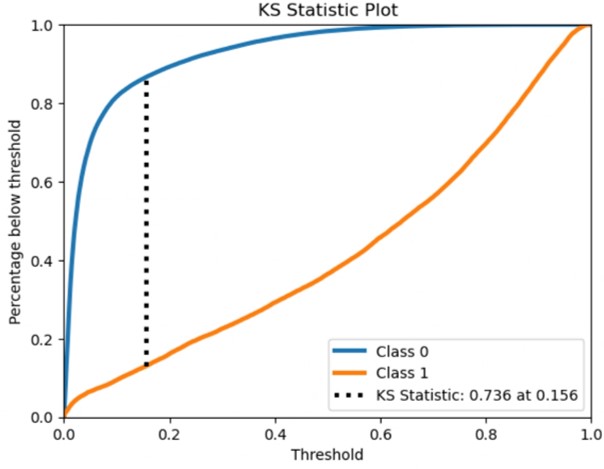 KS Statistic Plot
1.0
0.8
0.6
0.4
0.2
0.0
Percentage below threshold
0.0 0.2 0.4 0.6 0.8 1.0
Threshold
Class 0
Class 1
KS Statistic: 0.736 at 0.156